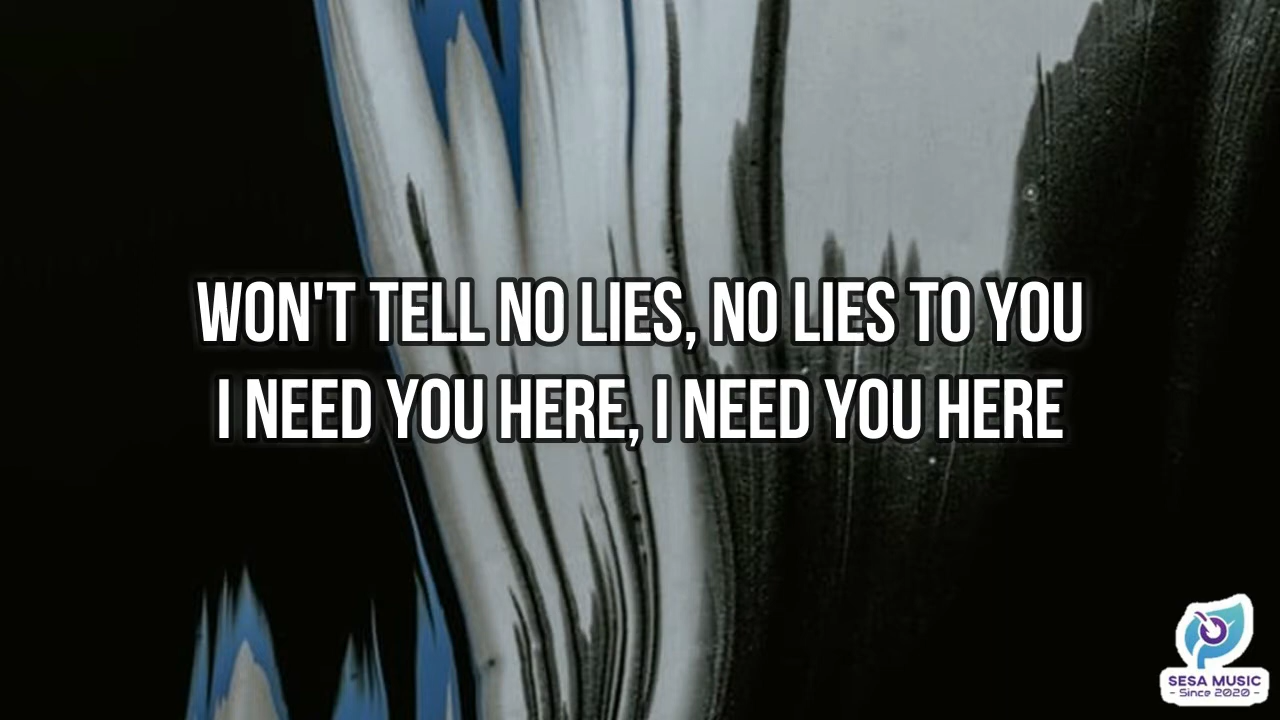 WON'T TELL NO LIES, NO LIES TO YOU
I NEED YOU HERE, I NEED YOU HERE
SESA MUSIC
- Since 2020 -